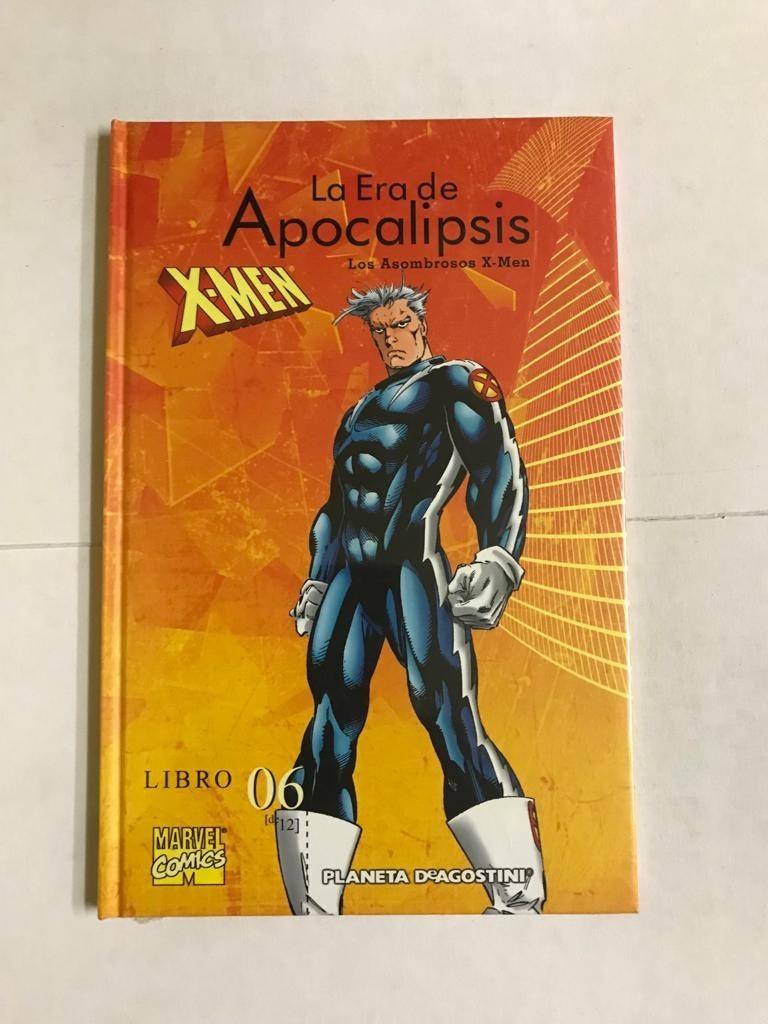 La Era de
Apocalipsis
Los Asombrosos X-Men
X-MEN
LIBRO 06
[de 12]
MARVEL
COMICS
M
PLANETA DeAGOSTINI